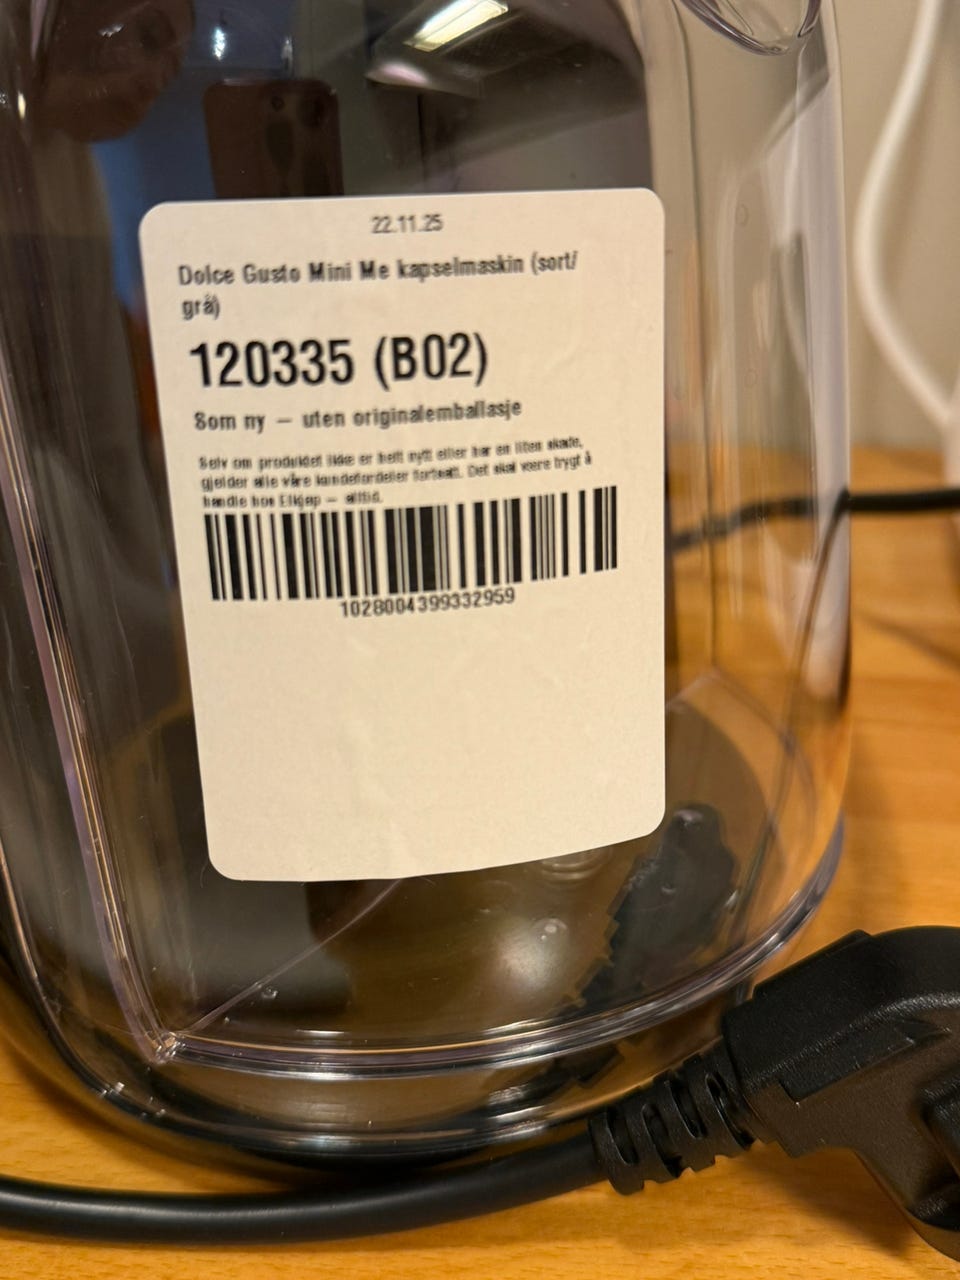 22.11.25
Dolce Gusto Mini Me kapselmaskin (sort/
grå)
120335 (B02)
Som ny – uten originalemballasje
Selv om produktet ikke er helt nytt eller har en liten skade,
gjelder alle våre kundefordeler fortsatt. Det skal være trygt å
handle hos Elkjøp – alltid.
1028004399332959